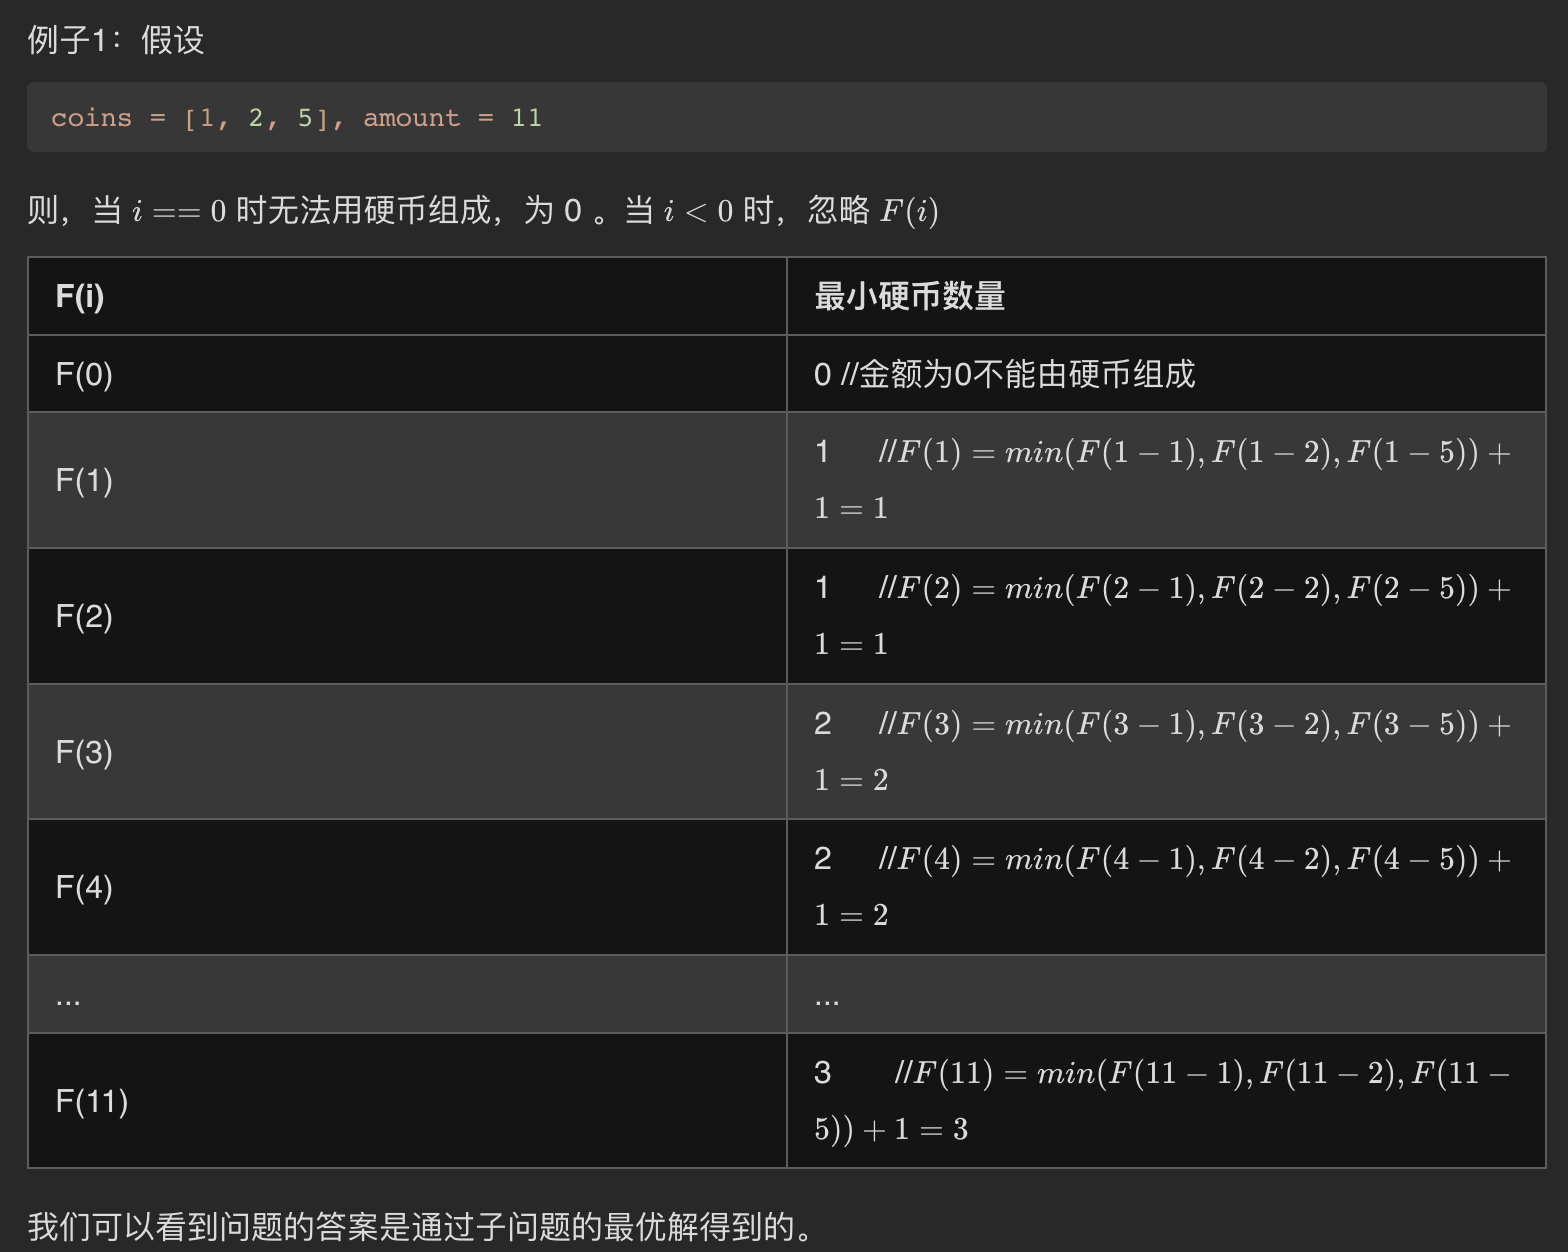 例子1：假设
coins = [1, 2, 5], amount = 11
则，当 i == 0 时无法用硬币组成，为 0 。当 i < 0 时，忽略 F(i)
F(i) 最小硬币数量
F(0) 0 //金额为0不能由硬币组成
F(1) 1 //F(1) = min(F(1 − 1), F(1 − 2), F(1 − 5)) +
1 = 1
F(2) 1 //F(2) = min(F(2 − 1), F(2 − 2), F(2 − 5)) +
1 = 1
F(3) 2 //F(3) = min(F(3 − 1), F(3 − 2), F(3 − 5)) +
1 = 2
F(4) 2 //F(4) = min(F(4 − 1), F(4 − 2), F(4 − 5)) +
1 = 2
... ...
F(11) 3 //F(11) = min(F(11 − 1), F(11 − 2), F(11 −
5)) + 1 = 3
我们可以看到问题的答案是通过子问题的最优解得到的。